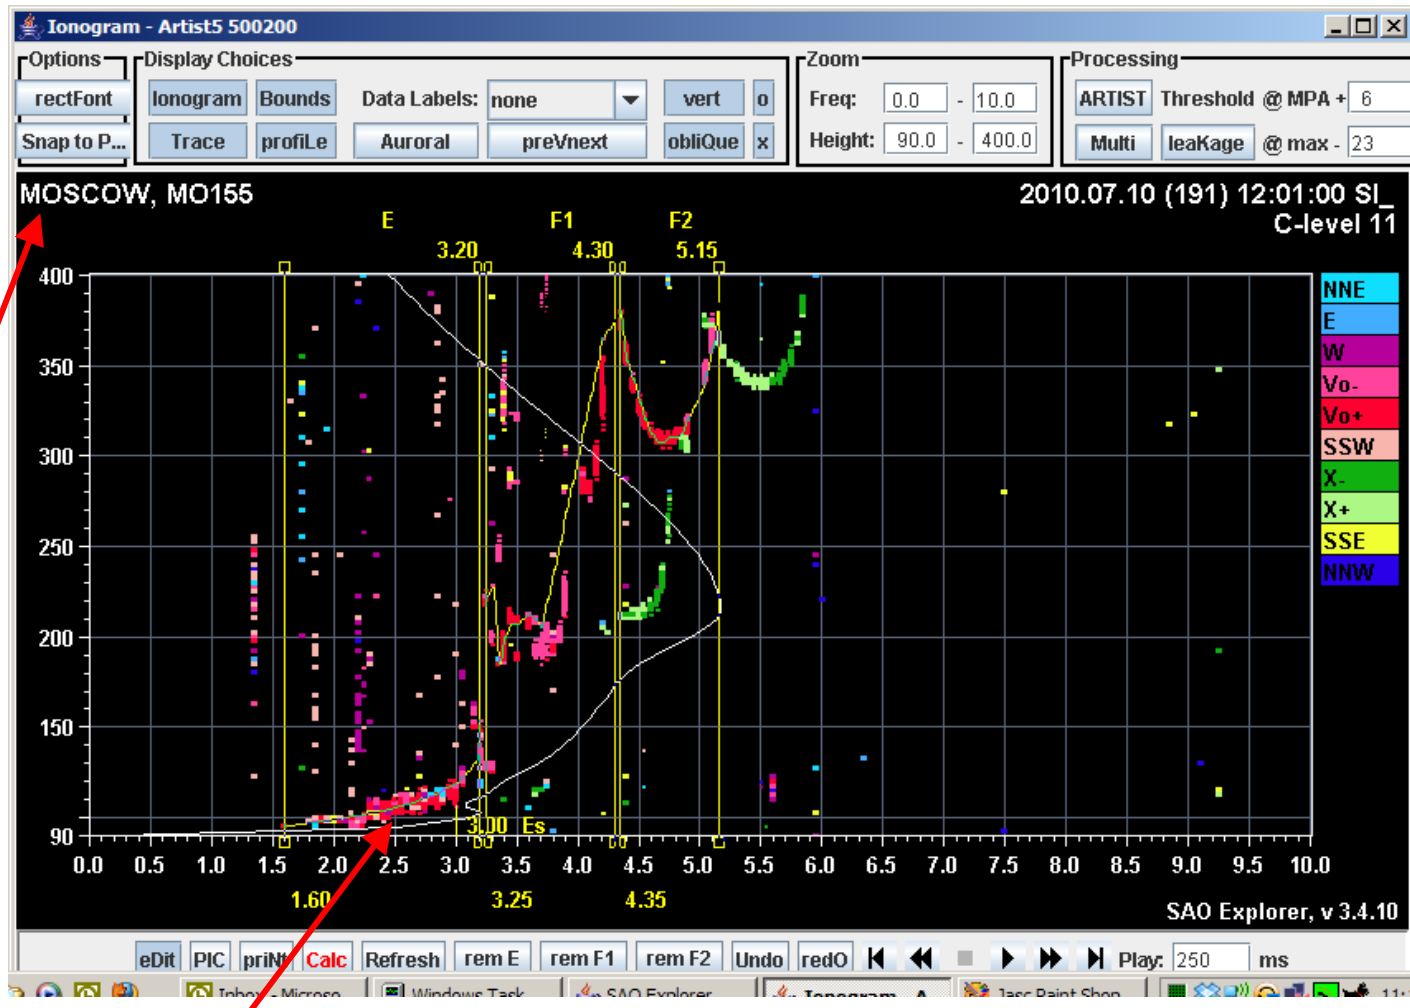 Ionogram - Artist5 500200
Options Display Choices Zoom Processing
rectFont Ionogram Bounds Data Labels: none vert o Freq: 0.0 - 10.0 ARTIST Threshold @ MPA + 6
Snap to P... Trace profiLe Auroral preVnext obliQue x Height: 90.0 - 400.0 Multi leaKage @ max - 23
MOSCOW, MO155 2010.07.10 (191) 12:01:00 SI_
C-level 11
E F1 F2
3.20 4.30 5.15
400
350
300
250
200
150
90
NNE
E
W
Vo-
Vo+
SSW
X-
X+
SSE
NNW
3.00 Es
0.0 0.5 1.0 1.5 2.0 2.5 3.0 3.5 4.0 4.5 5.0 5.5 6.0 6.5 7.0 7.5 8.0 8.5 9.0 9.5 10.0
1.60 3.25 4.35
SAO Explorer, v 3.4.10
eDit PIC priNt Calc Refresh rem E rem F1 rem F2 Undo redO Play: 250 ms
Inbox - Microso... Windows Task... SAO Explorer Ionogram - A... Jasc Paint Shop...